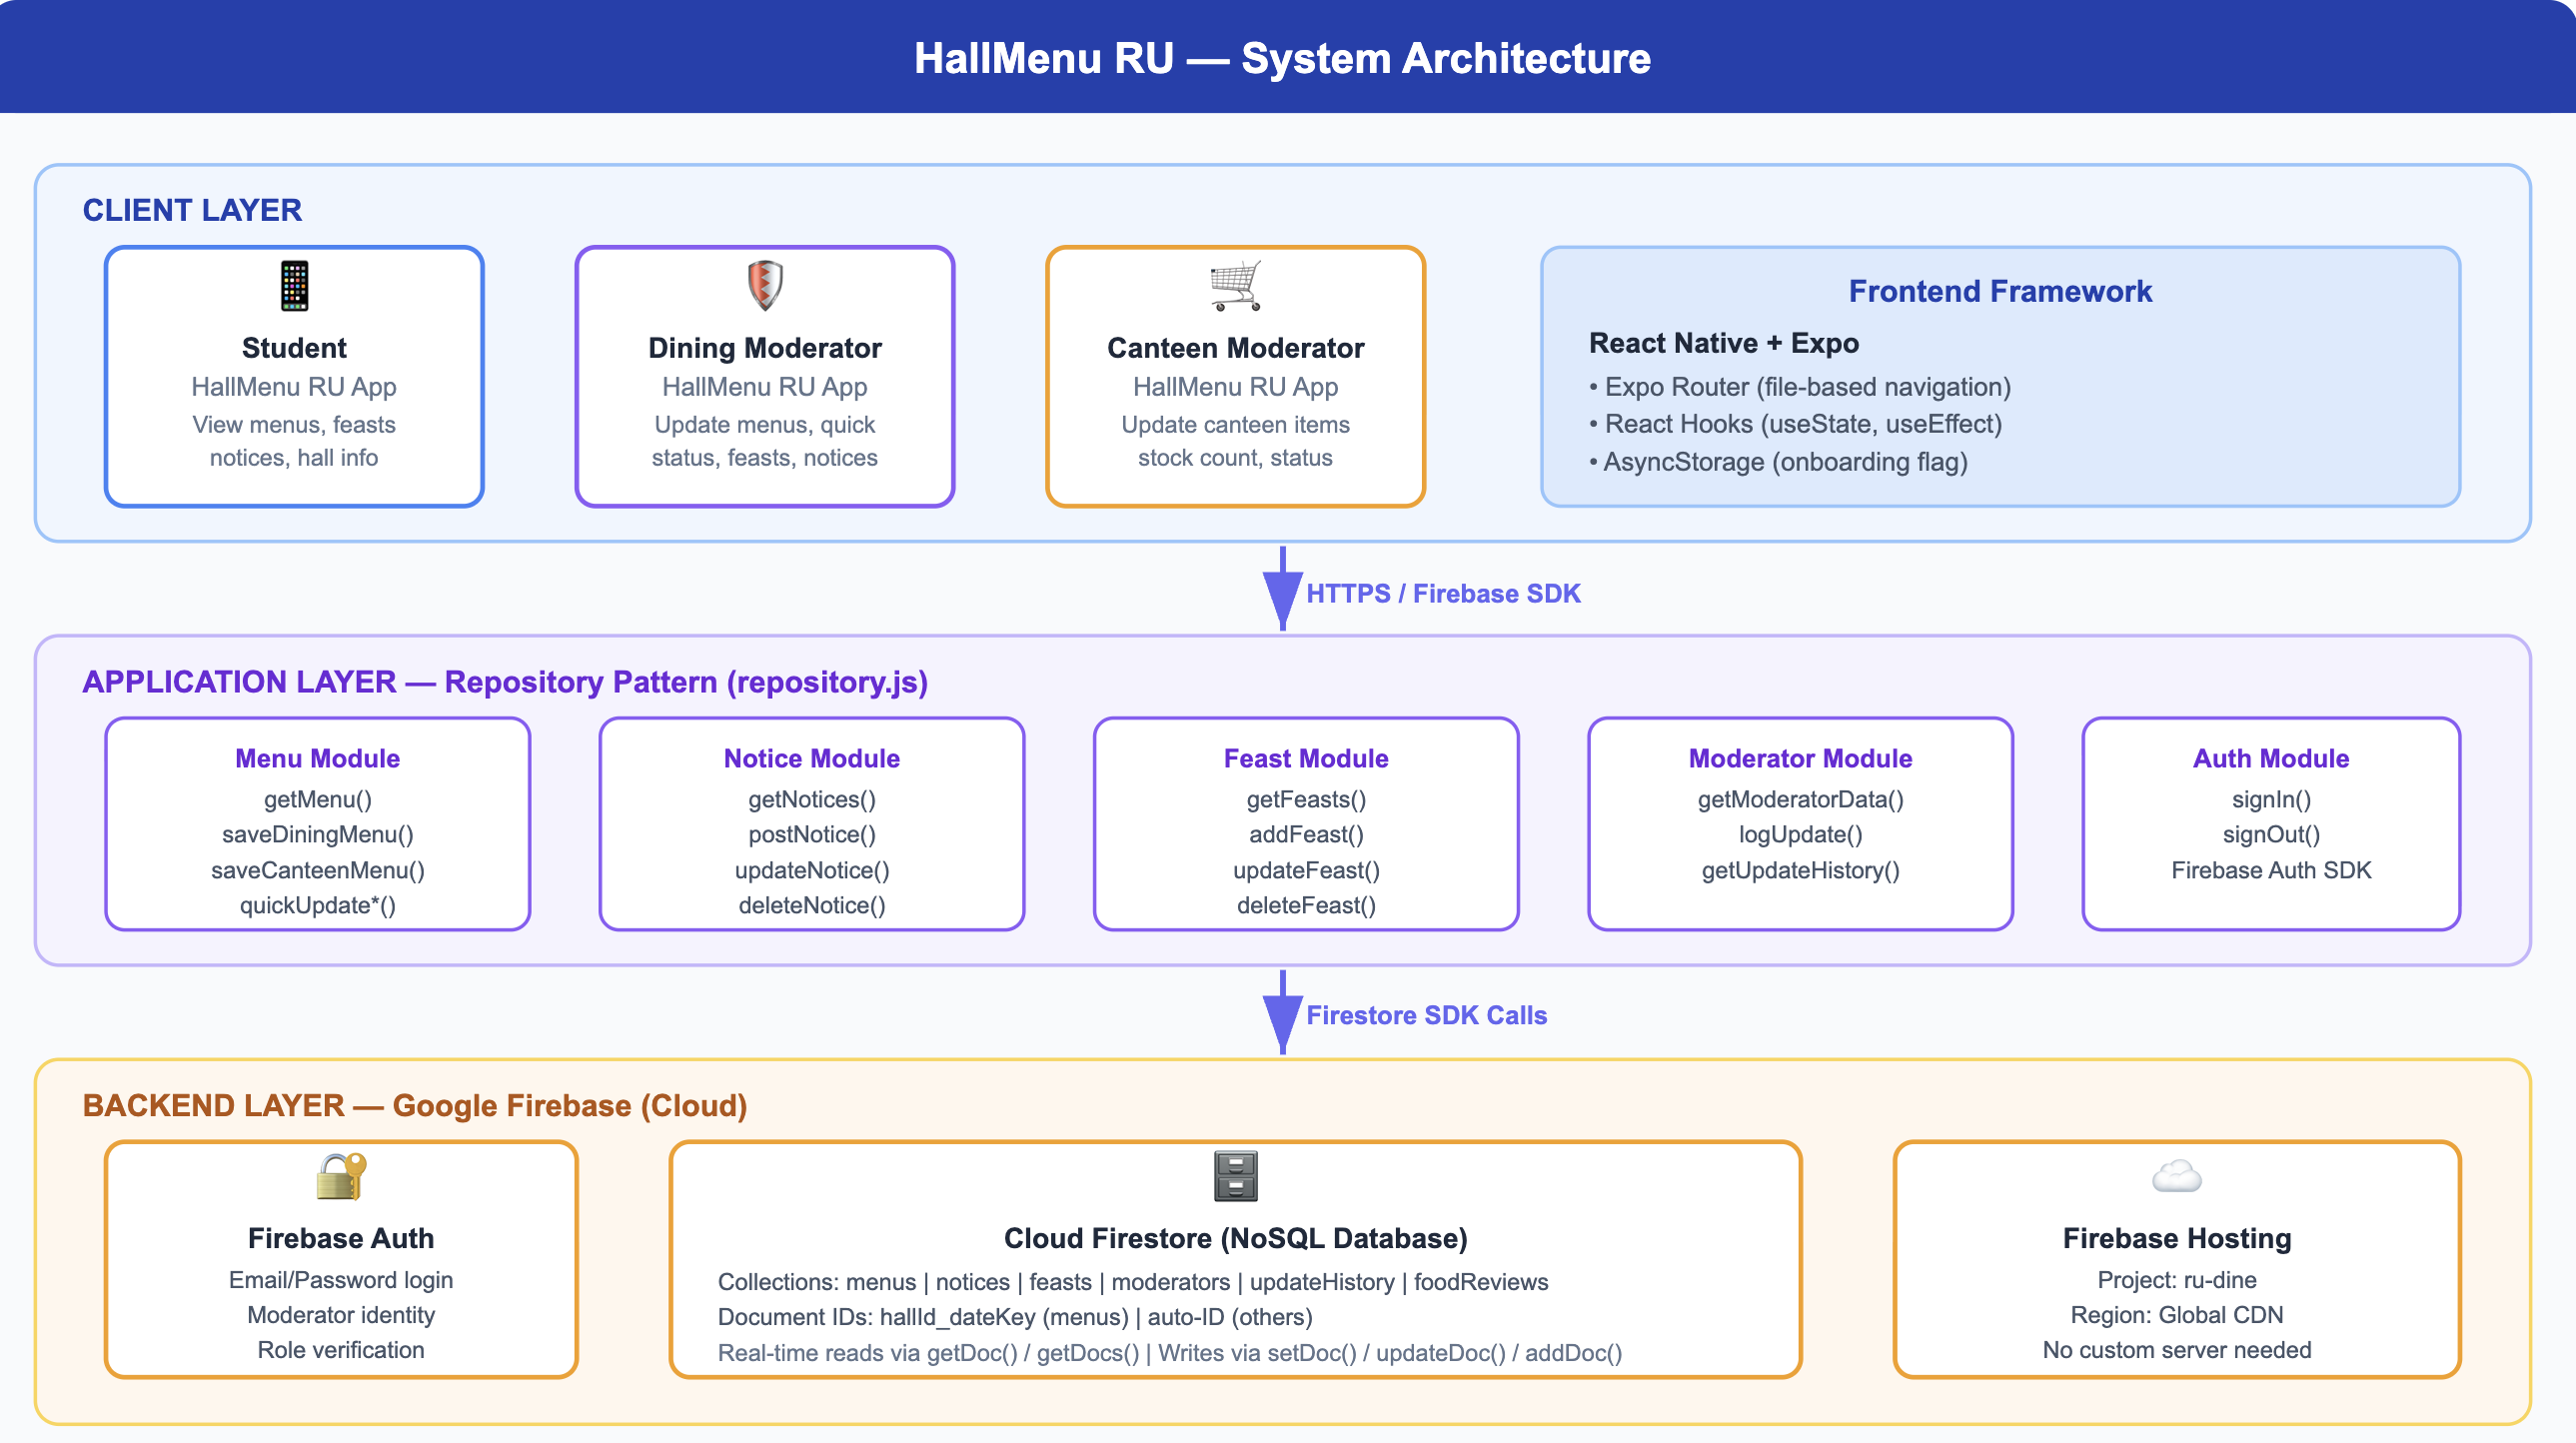 HallMenu RU — System Architecture
CLIENT LAYER
Student
HallMenu RU App
View menus, feasts
notices, hall info
Dining Moderator
HallMenu RU App
Update menus, quick
status, feasts, notices
Canteen Moderator
HallMenu RU App
Update canteen items
stock count, status
Frontend Framework
React Native + Expo
• Expo Router (file-based navigation)
• React Hooks (useState, useEffect)
• AsyncStorage (onboarding flag)
HTTPS / Firebase SDK
APPLICATION LAYER — Repository Pattern (repository.js)
Menu Module
getMenu()
saveDiningMenu()
saveCanteenMenu()
quickUpdate*()
Notice Module
getNotices()
postNotice()
updateNotice()
deleteNotice()
Feast Module
getFeasts()
addFeast()
updateFeast()
deleteFeast()
Moderator Module
getModeratorData()
logUpdate()
getUpdateHistory()
Auth Module
signIn()
signOut()
Firebase Auth SDK
Firestore SDK Calls
BACKEND LAYER — Google Firebase (Cloud)
Firebase Auth
Email/Password login
Moderator identity
Role verification
Cloud Firestore (NoSQL Database)
Collections: menus | notices | feasts | moderators | updateHistory | foodReviews
Document IDs: hallId_dateKey (menus) | auto-ID (others)
Real-time reads via getDoc() / getDocs() | Writes via setDoc() / updateDoc() / addDoc()
Firebase Hosting
Project: ru-dine
Region: Global CDN
No custom server needed